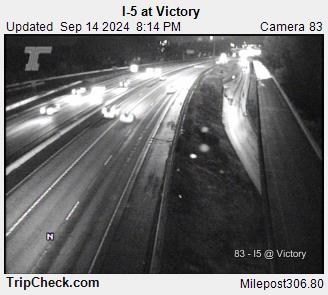 I-5 at Victory
Updated Sep 14 2024 8:14 PM Camera 83
T
N
83 - I5 @ Victory
TripCheck.com Milepost306.80